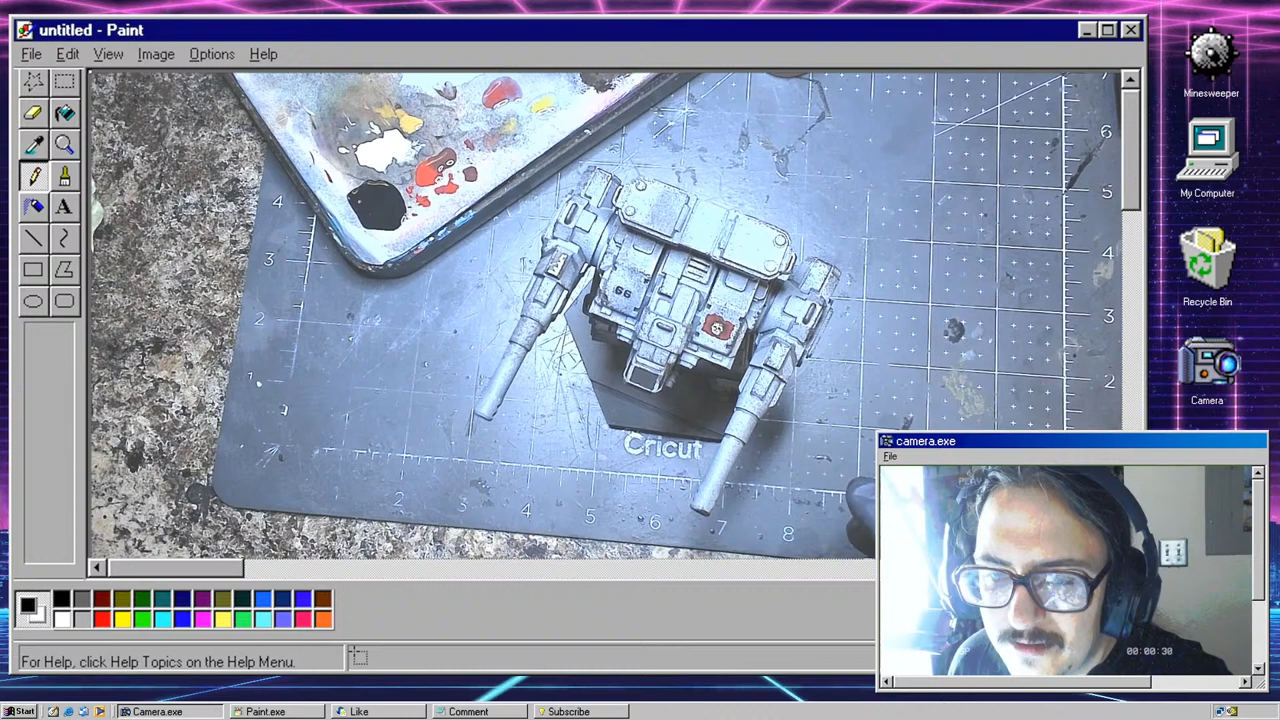 untitled - Paint
File Edit View Image Options Help
Minesweeper
My Computer
Recycle Bin
Camera
6
5
4
3
2
4
3
2
1
66
Cricut
1 2 3 4 5 6 7 8
camera.exe
File
00:00:30
For Help, click Help Topics on the Help Menu.
Start Camera.exe Paint.exe Like Comment Subscribe